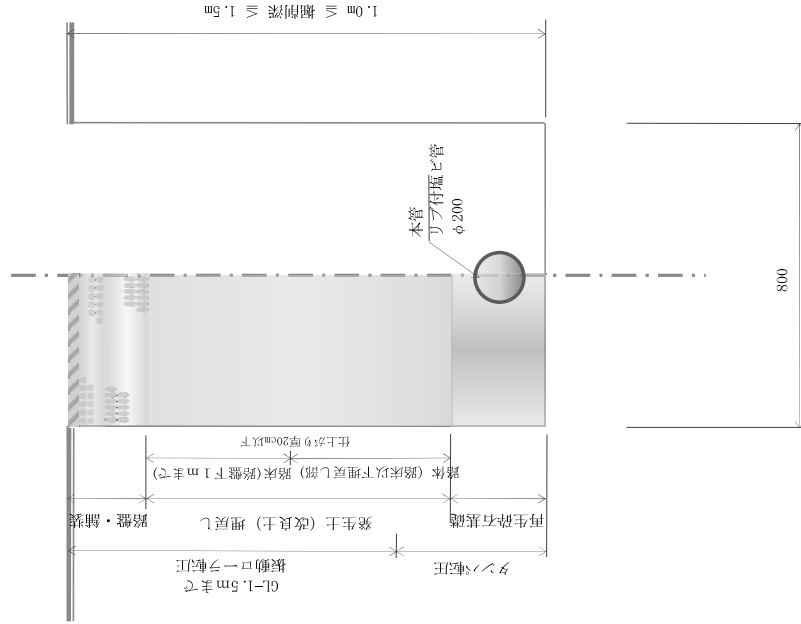 1.0m ≦ 掘削深 ≦ 1.5m
本管
リブ付塩ビ管
φ200
800
仕上がり厚20cm以下
路体（路床以下埋戻し部）
路床(路盤下１ｍまで)
舗装・路盤
発生土（改良土）埋戻し
再生砕石基礎
GL-1.5mまで
振動ローラ転圧
タンパ転圧